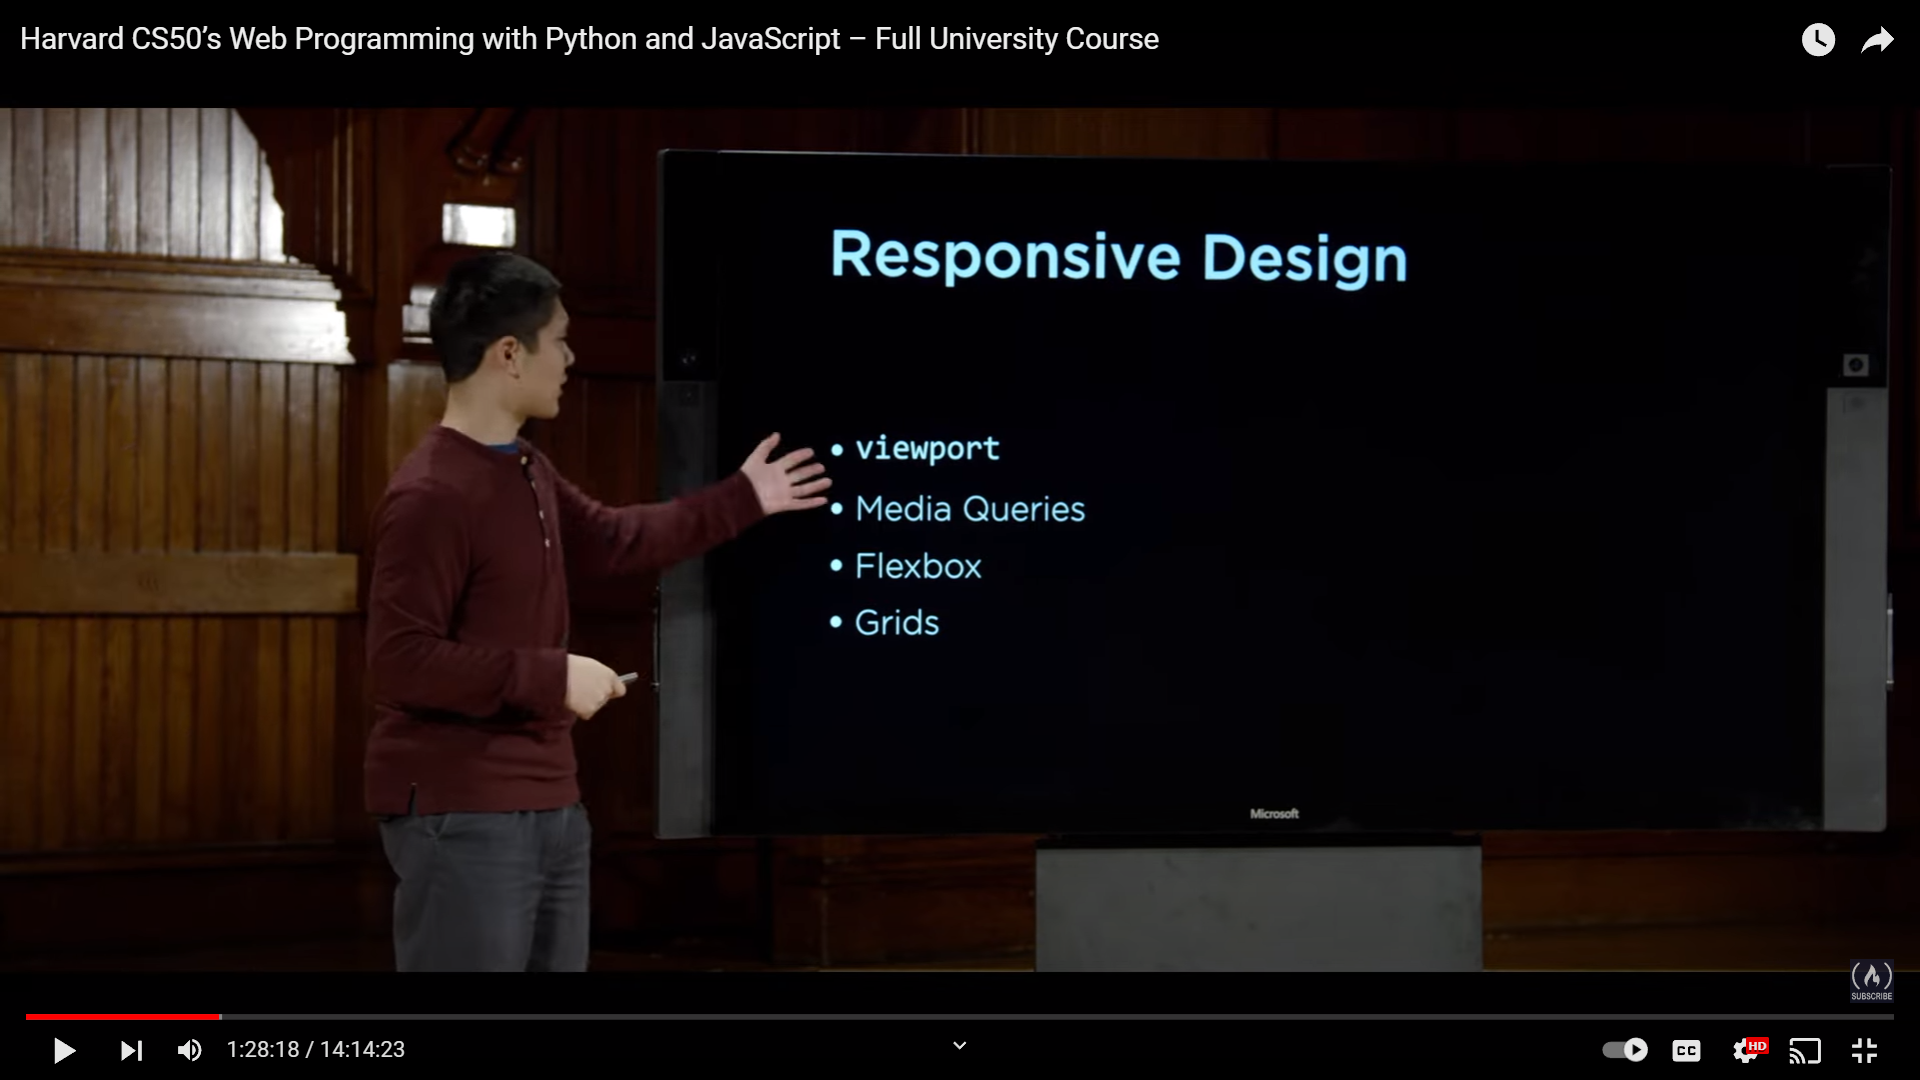 Harvard CS50’s Web Programming with Python and JavaScript – Full University Course
Responsive Design
• viewport
• Media Queries
• Flexbox
• Grids
Microsoft
SUBSCRIBE
1:28:18 / 14:14:23
CC
HD